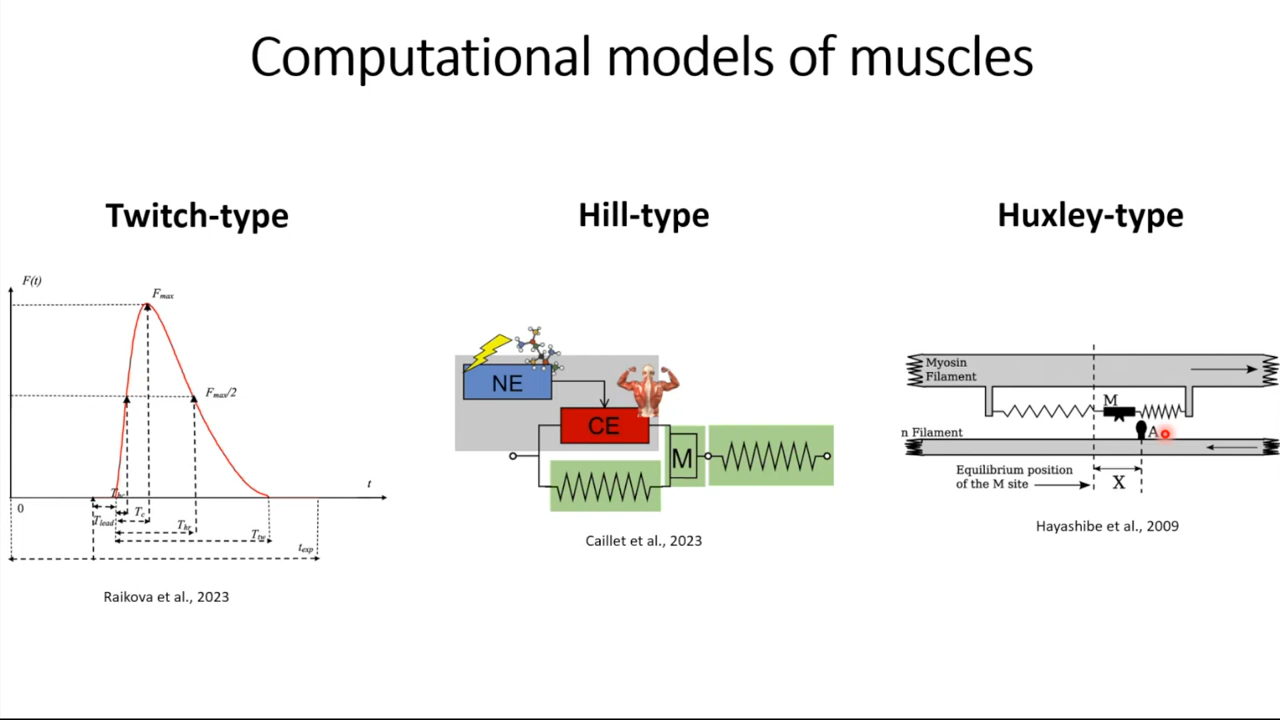 Computational models of muscles
Twitch-type
F(t)
Fmax
Fmax/2
t
0
Thc
Tlead
Tc
Thr
Ttw
texp
Raikova et al., 2023
Hill-type
NE
CE
M
Caillet et al., 2023
Huxley-type
Myosin
Filament
M
n Filament
A
Equilibrium position
of the M site
X
Hayashibe et al., 2009